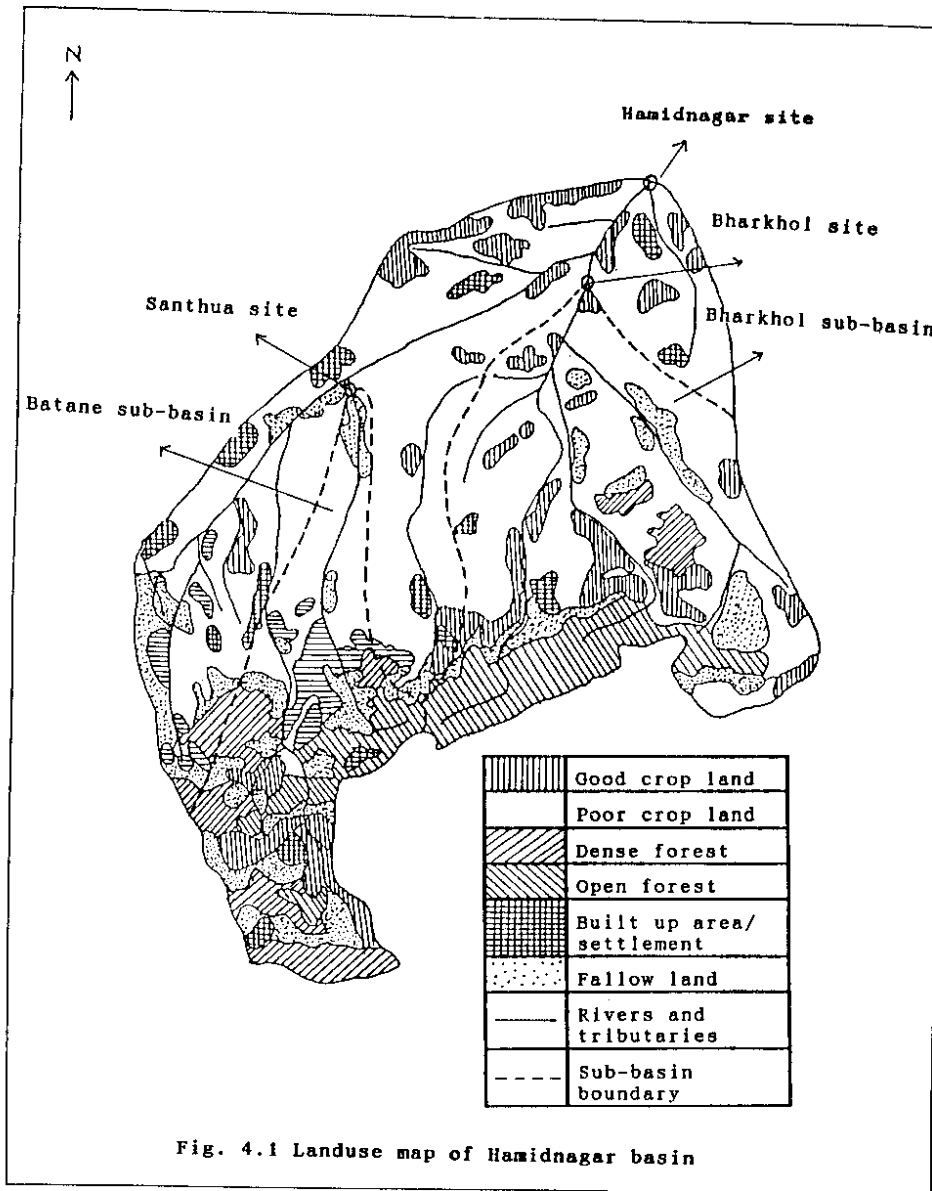 N
Hamidnagar site
Bharkhol site
Santhua site
Bharkhol sub-basin
Batane sub-basin
Good crop land
Poor crop land
Dense forest
Open forest
Built up area/
settlement
Fallow land
Rivers and
tributaries
Sub-basin
boundary
Fig. 4.1 Landuse map of Hamidnagar basin